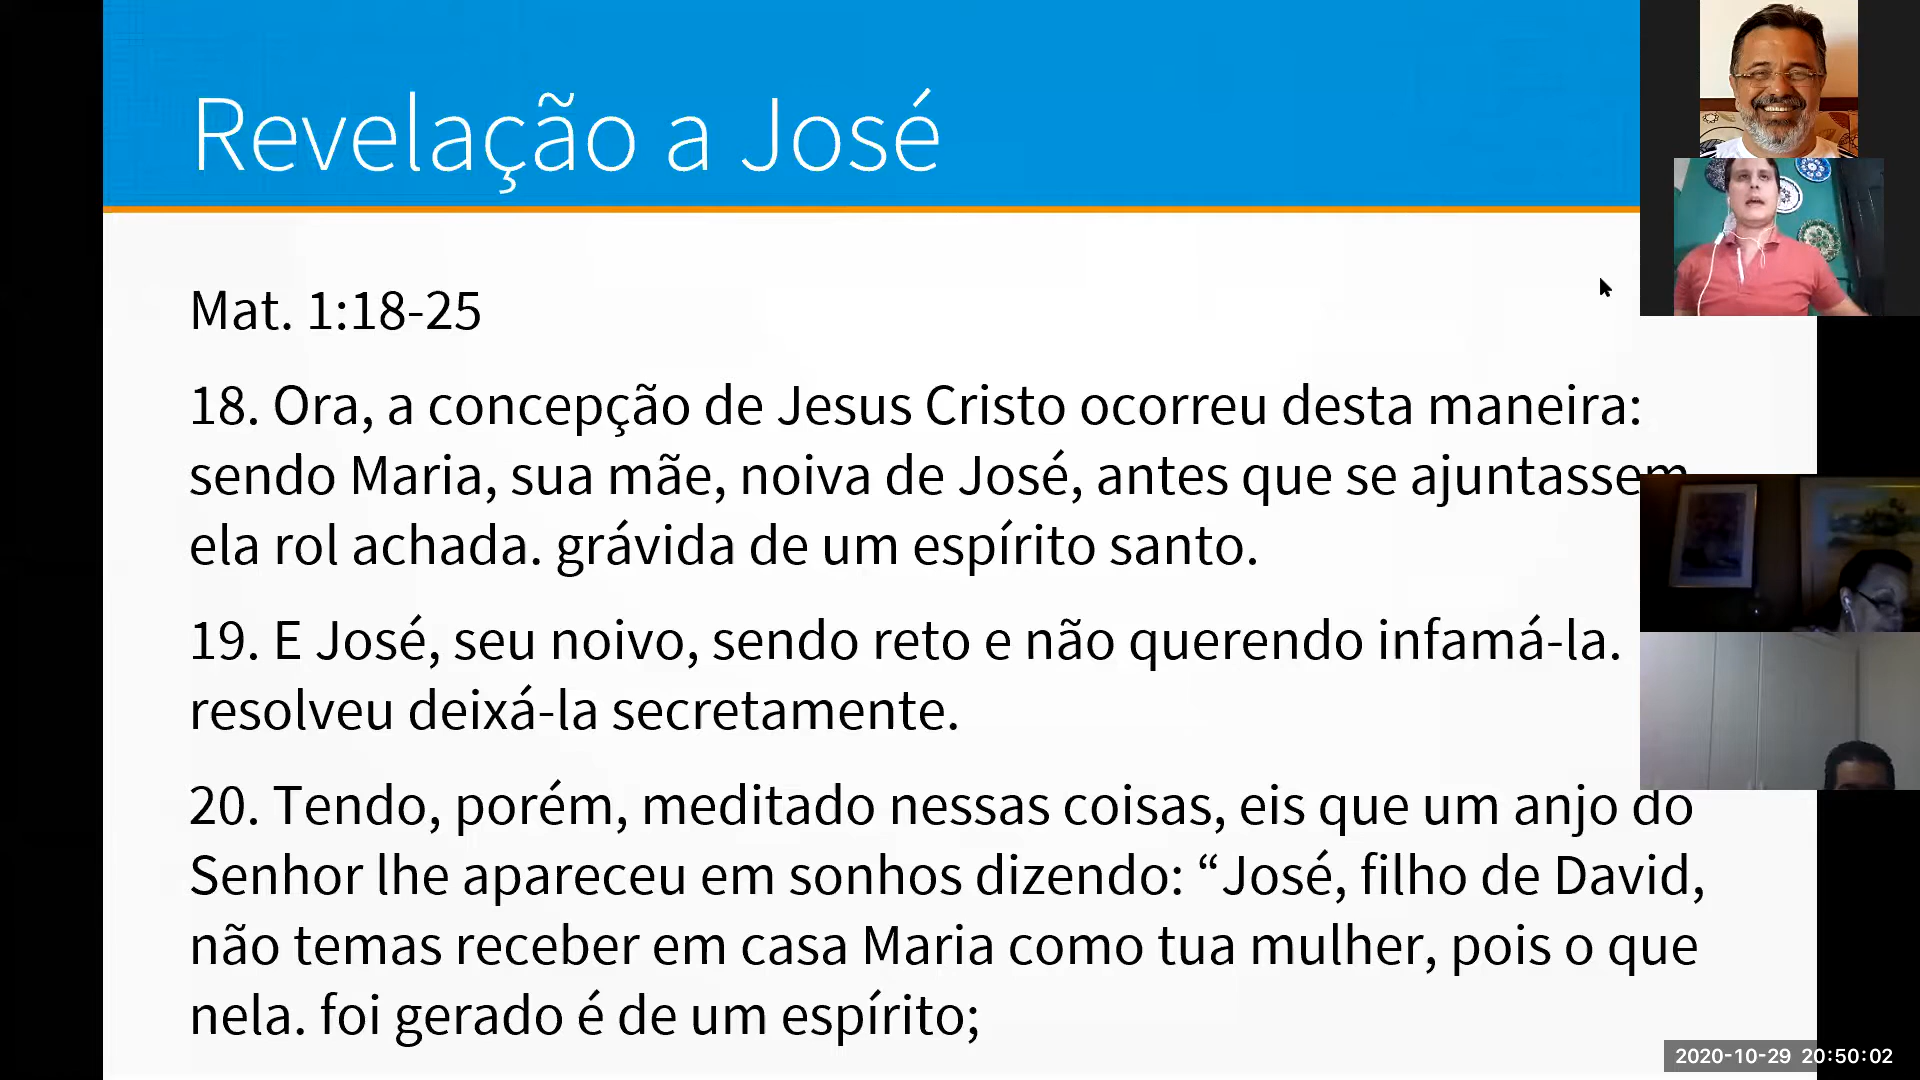 Revelação a José
Mat. 1:18-25
18. Ora, a concepção de Jesus Cristo ocorreu desta maneira:
sendo Maria, sua mãe, noiva de José, antes que se ajuntassem
ela rol achada. grávida de um espírito santo.
19. E José, seu noivo, sendo reto e não querendo infamá-la.
resolveu deixá-la secretamente.
20. Tendo, porém, meditado nessas coisas, eis que um anjo do
Senhor lhe apareceu em sonhos dizendo: “José, filho de David,
não temas receber em casa Maria como tua mulher, pois o que
nela. foi gerado é de um espírito;
2020-10-29 20:50:02